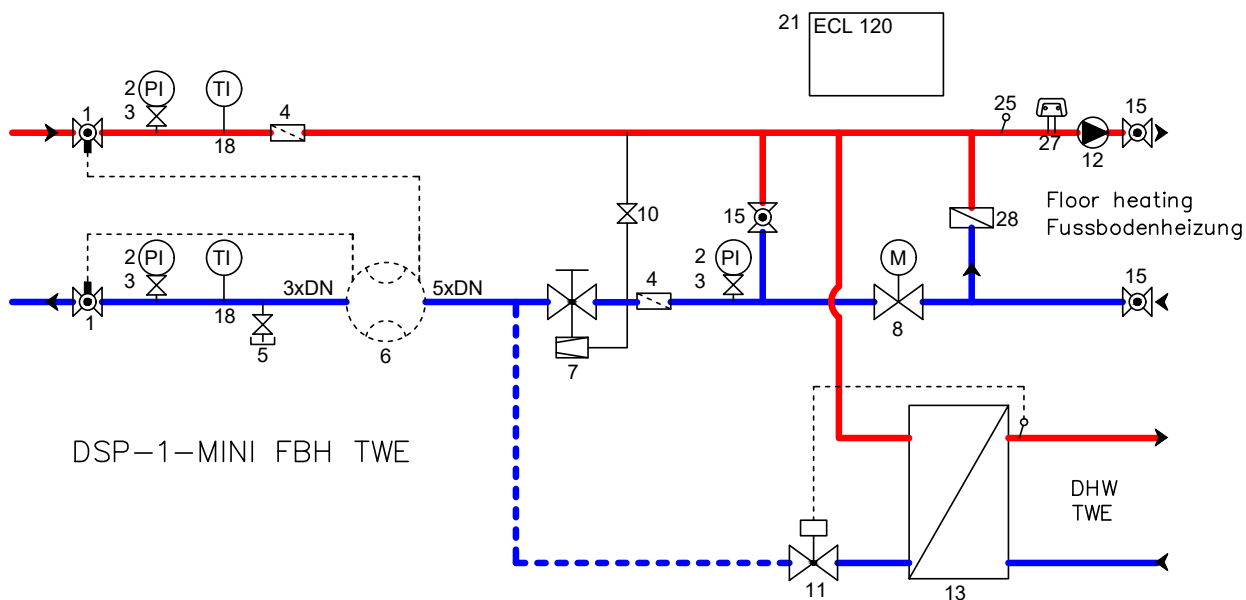 21 ECL 120
2 PI TI
3
1
4
18
25
27
12
15
10
15
28
Floor heating
Fussbodenheizung
2 PI TI
3
3xDN
5xDN
4
2 PI
3
M
15
1
18
5
6
7
8
DSP-1-MINI FBH TWE
DHW
TWE
11
13